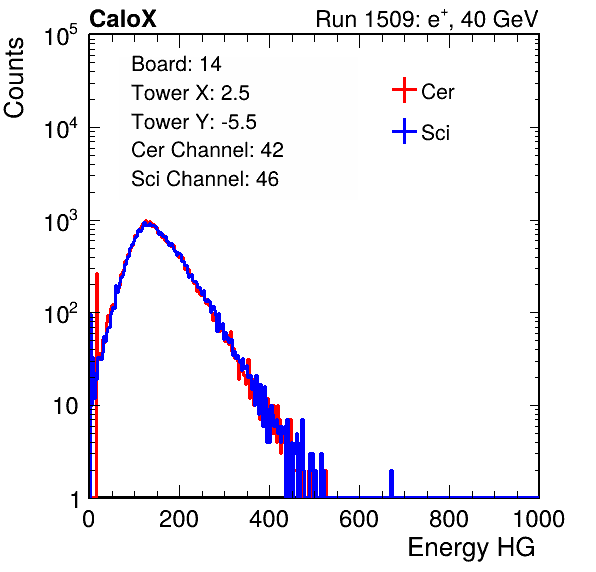 CaloX Run 1509: e⁺, 40 GeV
Counts
Board: 14
Tower X: 2.5
Tower Y: -5.5
Cer Channel: 42
Sci Channel: 46
Cer
Sci
10⁵
10⁴
10³
10²
10
1
0 200 400 600 800 1000
Energy HG